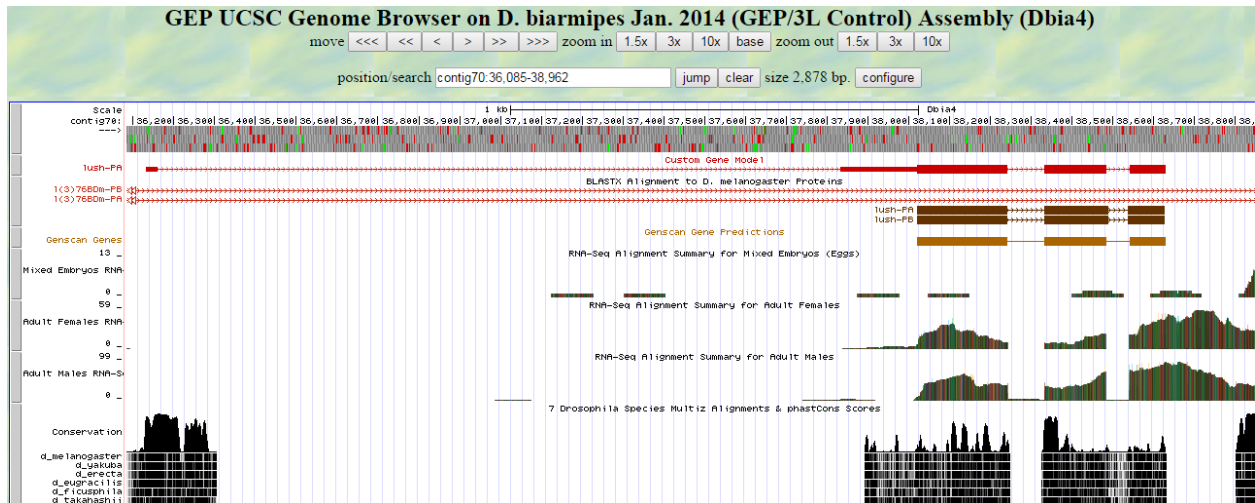 GEP UCSC Genome Browser on D. biarmipes Jan. 2014 (GEP/3L Control) Assembly (Dbia4)
move <<< << < > >> >>> zoom in 1.5x 3x 10x base zoom out 1.5x 3x 10x
position/search contig70:36,085-38,962 jump clear size 2,878 bp. configure
Scale 1 kb Dbia4
contig70: 36,200 36,300 36,400 36,500 36,600 36,700 36,800 36,900 37,000 37,100 37,200 37,300 37,400 37,500 37,600 37,700 37,800 37,900 38,000 38,100 38,200 38,300 38,400 38,500 38,600 38,700 38,800 38,
--->
Custom Gene Model
lush-PA
BLASTX Alignment to D. melanogaster Proteins
l(3)76BDm-PB
l(3)76BDm-PA
lush-PA
lush-PB
Genscan Gene Predictions
Genscan Genes
RNA-Seq Alignment Summary for Mixed Embryos (Eggs)
13 _
Mixed Embryos RNA-
0 _
RNA-Seq Alignment Summary for Adult Females
59 _
Adult Females RNA-
0 _
RNA-Seq Alignment Summary for Adult Males
99 _
Adult Males RNA-S
0 _
7 Drosophila Species Multiz Alignments & phastCons Scores
Conservation
d_melanogaster
d_yakuba
d_erecta
d_eugracilis
d_ficusphila
d_takahashii